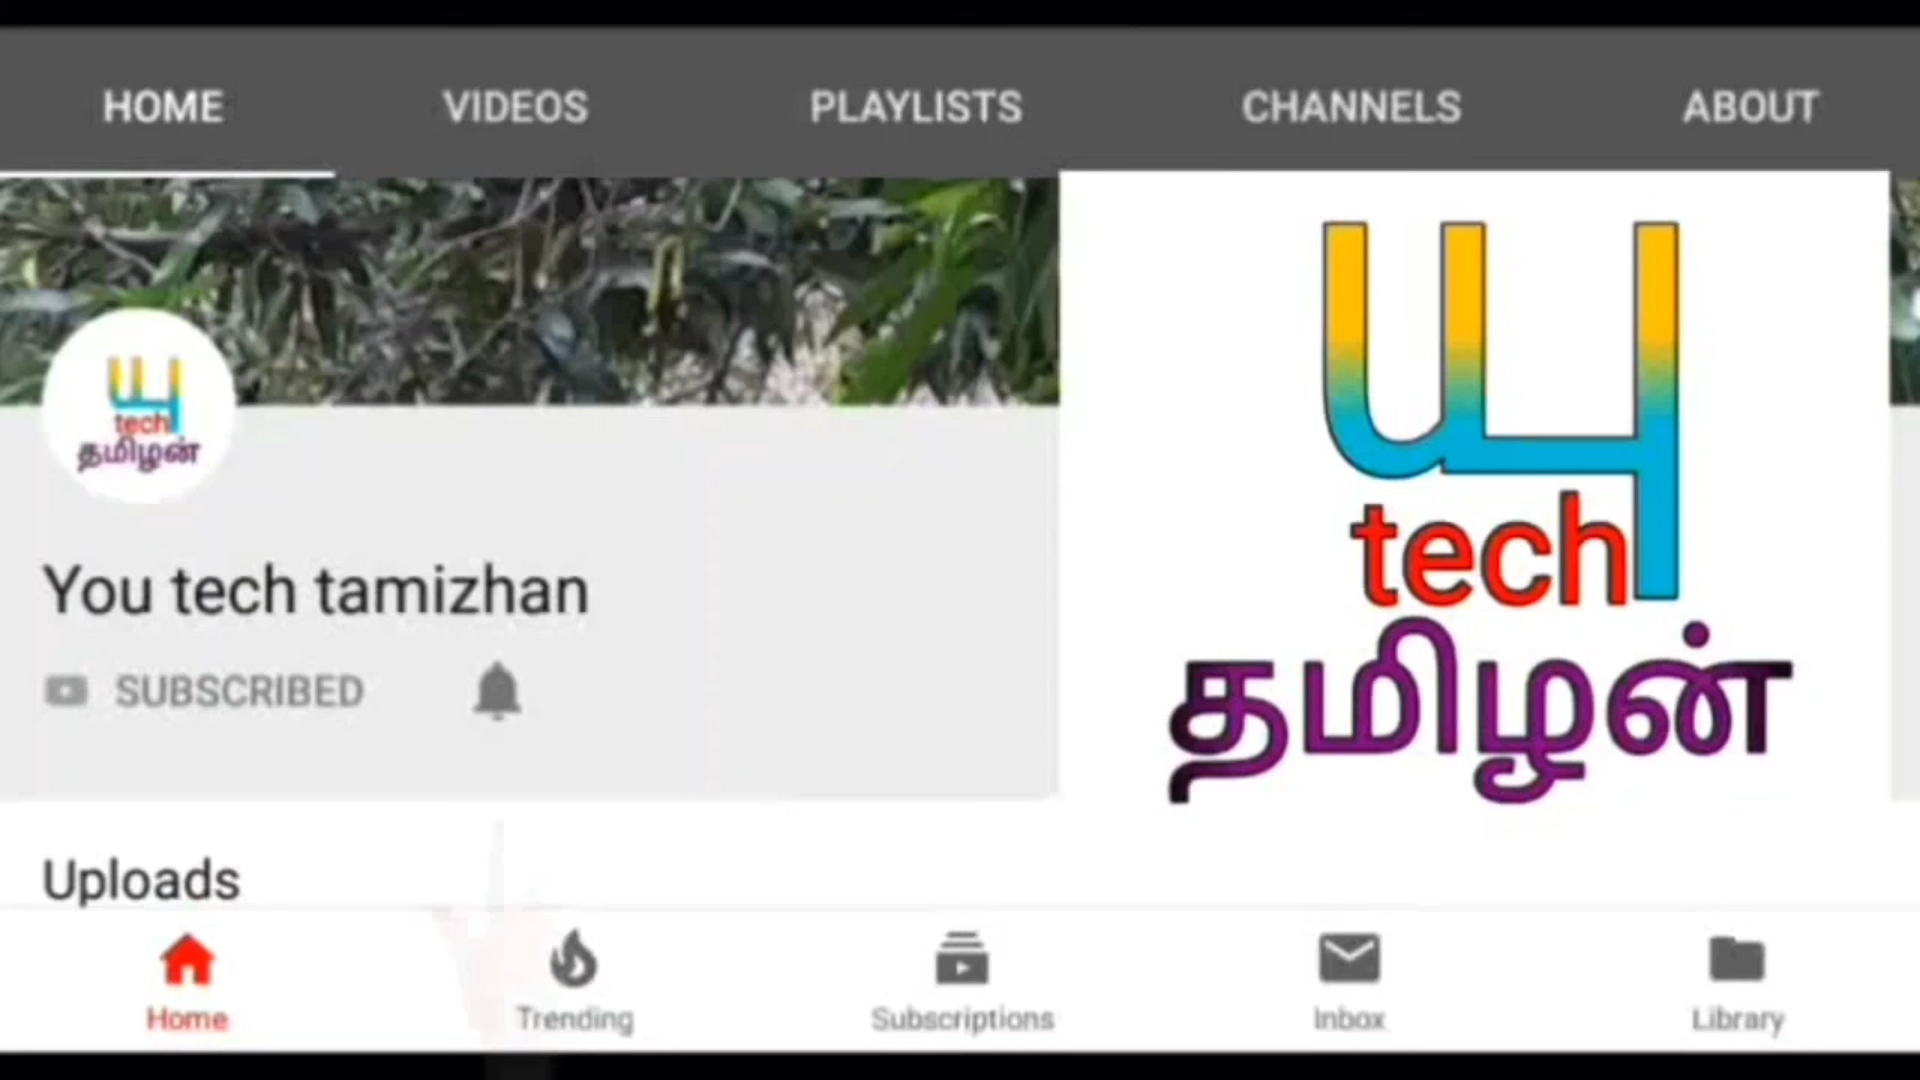 HOME VIDEOS PLAYLISTS CHANNELS ABOUT
tech
தமிழன்
You tech tamizhan
SUBSCRIBED
tech
தமிழன்
Uploads
Home Trending Subscriptions Inbox Library